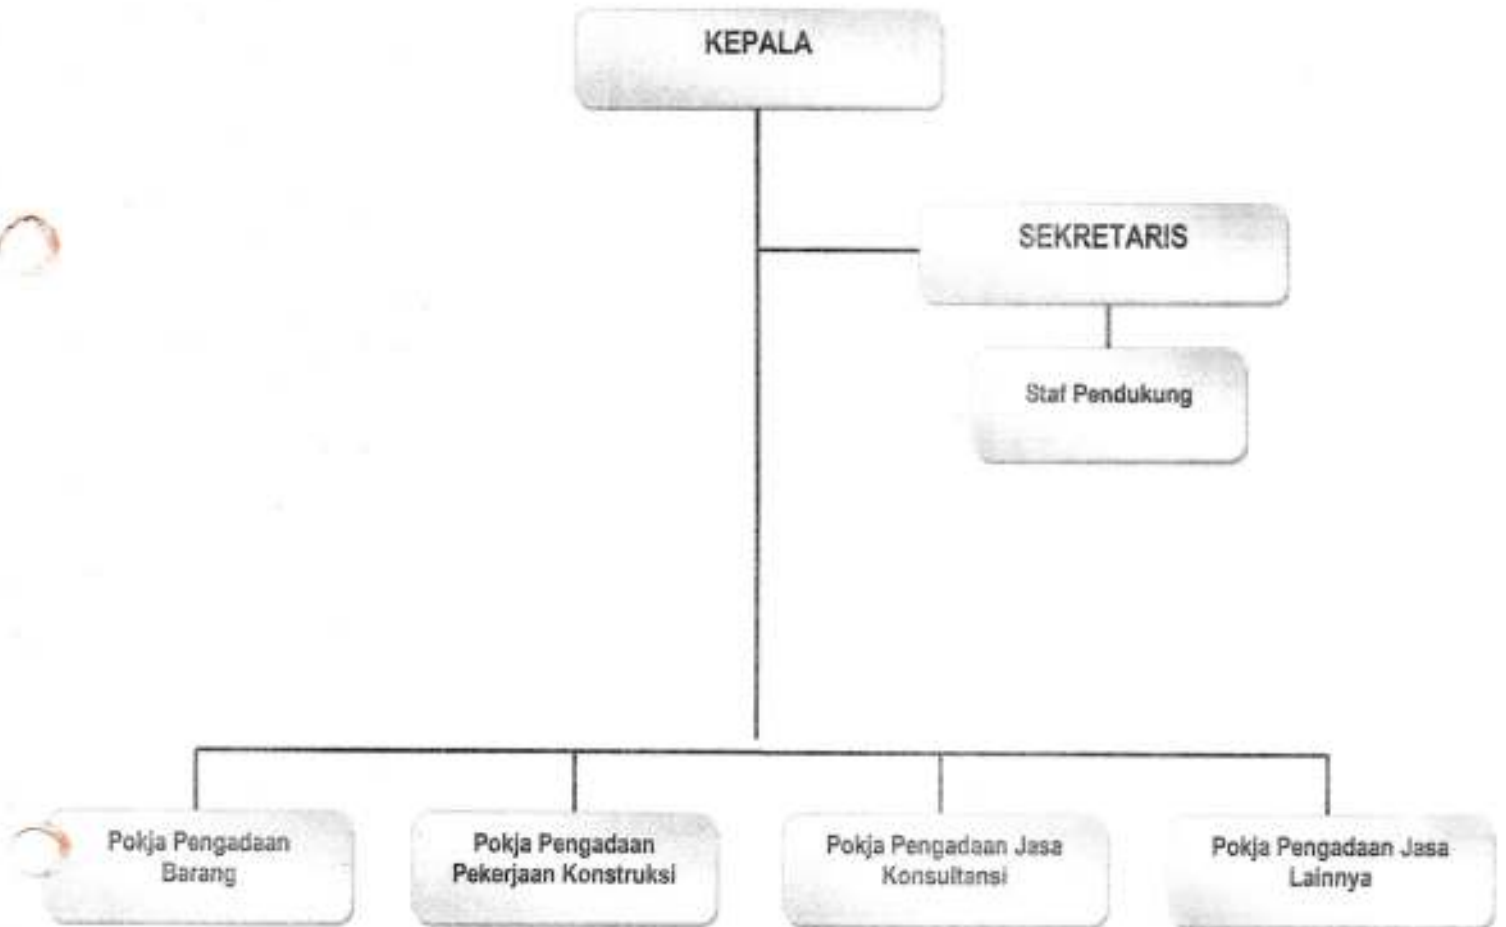 KEPALA
SEKRETARIS
Staf Pendukung
Pokja Pengadaan
Barang
Pokja Pengadaan
Pekerjaan Konstruksi
Pokja Pengadaan Jasa
Konsultansi
Pokja Pengadaan Jasa
Lainnya